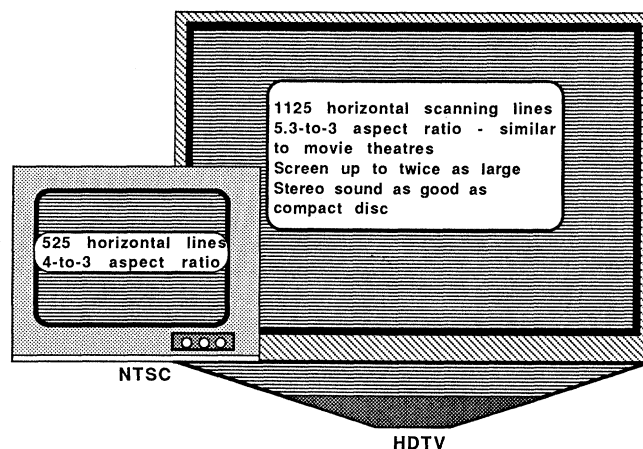 1125 horizontal scanning lines
5.3-to-3 aspect ratio - similar
to movie theatres
Screen up to twice as large
Stereo sound as good as
compact disc
525 horizontal lines
4-to-3 aspect ratio
NTSC
HDTV